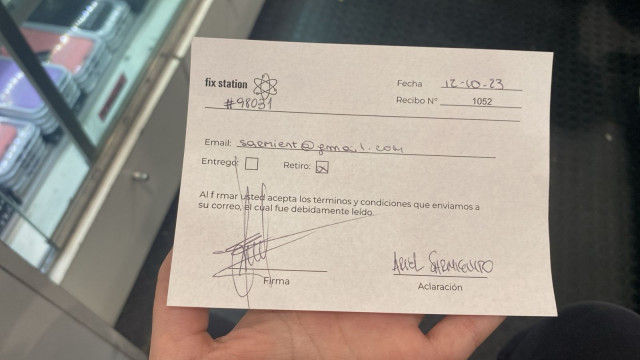 fix station
#98031
Fecha 12-10-23
Recibo N° 1052
Email: sarmient@gmail.com
Entrego: Retiro:
Al f rmar usted acepta los términos y condiciones que enviamos a
su correo, el cual fue debidamente leído.
Firma
ARIEL SARMIENTO
Aclaración